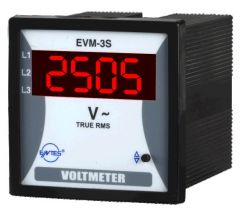 EVM-3S
L1
L2
L3
2505
V~
TRUE RMS
ENTES
VOLTMETER